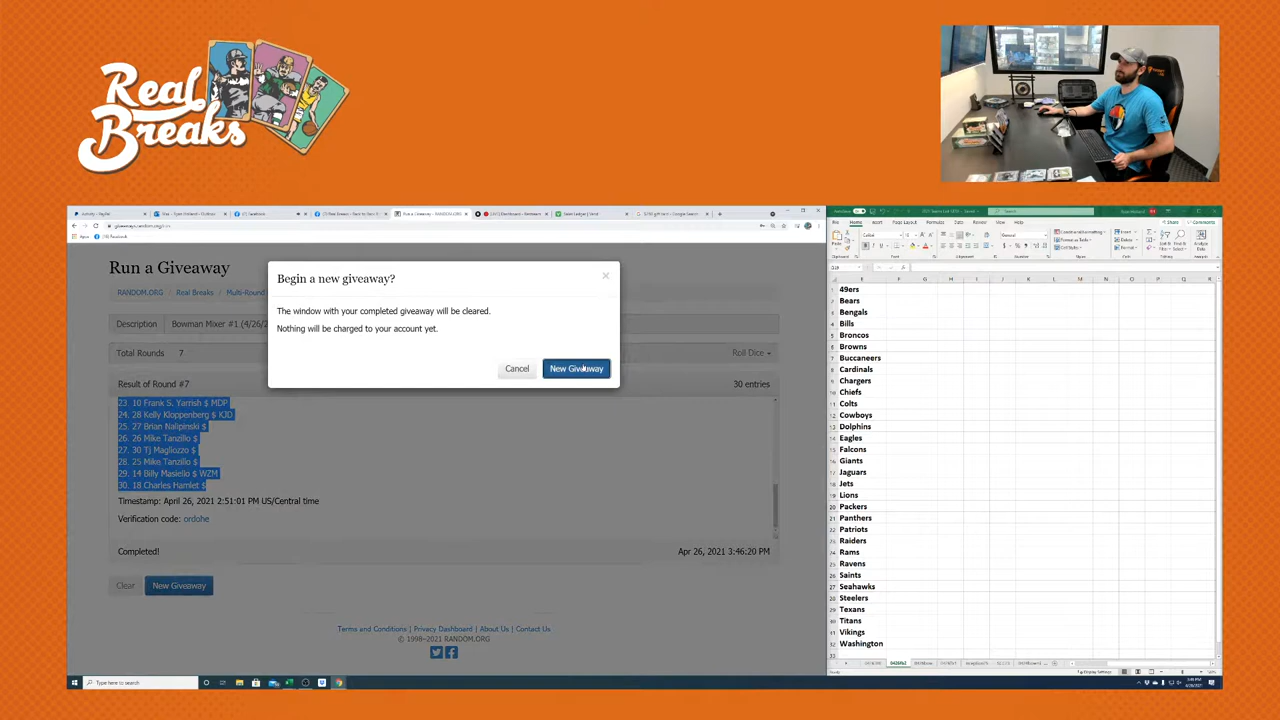 Real
Breaks
Run a Giveaway
RANDOM.ORG / Real Breaks / Multi-Round
Description Bowman Mixer #1 (4/26/2
Total Rounds 7
Roll Dice
Result of Round #7
30 entries
23. 10 Frank S. Yarrish $ MDP
24. 28 Kelly Kloppenberg $ KJD
25. 27 Brian Nalipinski $
26. 26 Mike Tanzillo $
27. 30 Tj Magliozzo $
28. 25 Mike Tanzillo $
29. 14 Billy Masiello $ WZM
30. 18 Charles Hamlet $
Timestamp: April 26, 2021 2:51:01 PM US/Central time
Verification code: ordohe
Completed!
Apr 26, 2021 3:46:20 PM
Clear
New Giveaway
Terms and Conditions | Privacy Dashboard | About Us | Contact Us
© 1998–2021 RANDOM.ORG
Begin a new giveaway?
×
The window with your completed giveaway will be cleared.
Nothing will be charged to your account yet.
Cancel
New Giveaway
Type here to search
49ers
Bears
Bengals
Bills
Broncos
Browns
Buccaneers
Cardinals
Chargers
Chiefs
Colts
Cowboys
Dolphins
Eagles
Falcons
Giants
Jaguars
Jets
Lions
Packers
Panthers
Patriots
Raiders
Rams
Ravens
Saints
Seahawks
Steelers
Texans
Titans
Vikings
Washington